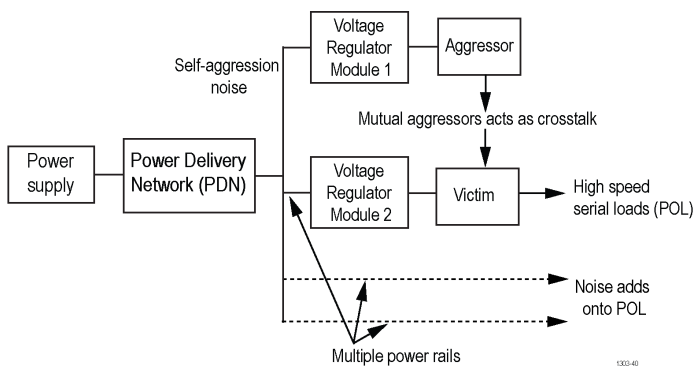 Voltage
Regulator
Module 1
Aggressor
Self-aggression
noise
Mutual aggressors acts as crosstalk
Power
supply
Power Delivery
Network (PDN)
Voltage
Regulator
Module 2
Victim
High speed
serial loads (POL)
Noise adds
onto POL
Multiple power rails
1303-40